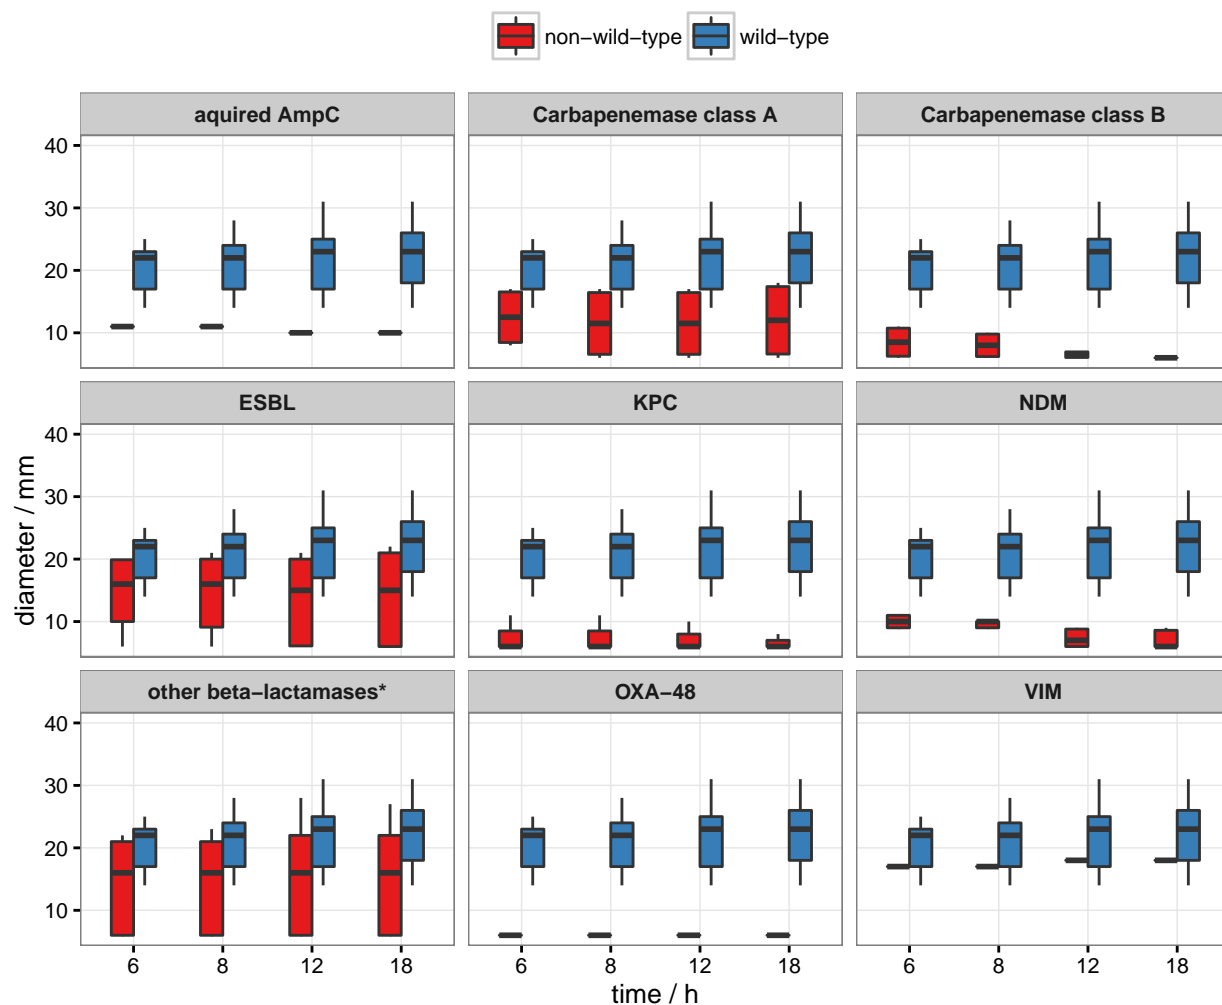 non−wild−type wild−type
aquired AmpC Carbapenemase class A Carbapenemase class B
40
30
20
10
ESBL KPC NDM
40
30
20
10
diameter / mm
other beta−lactamases* OXA−48 VIM
40
30
20
10
6 8 12 18 6 8 12 18 6 8 12 18
time / h